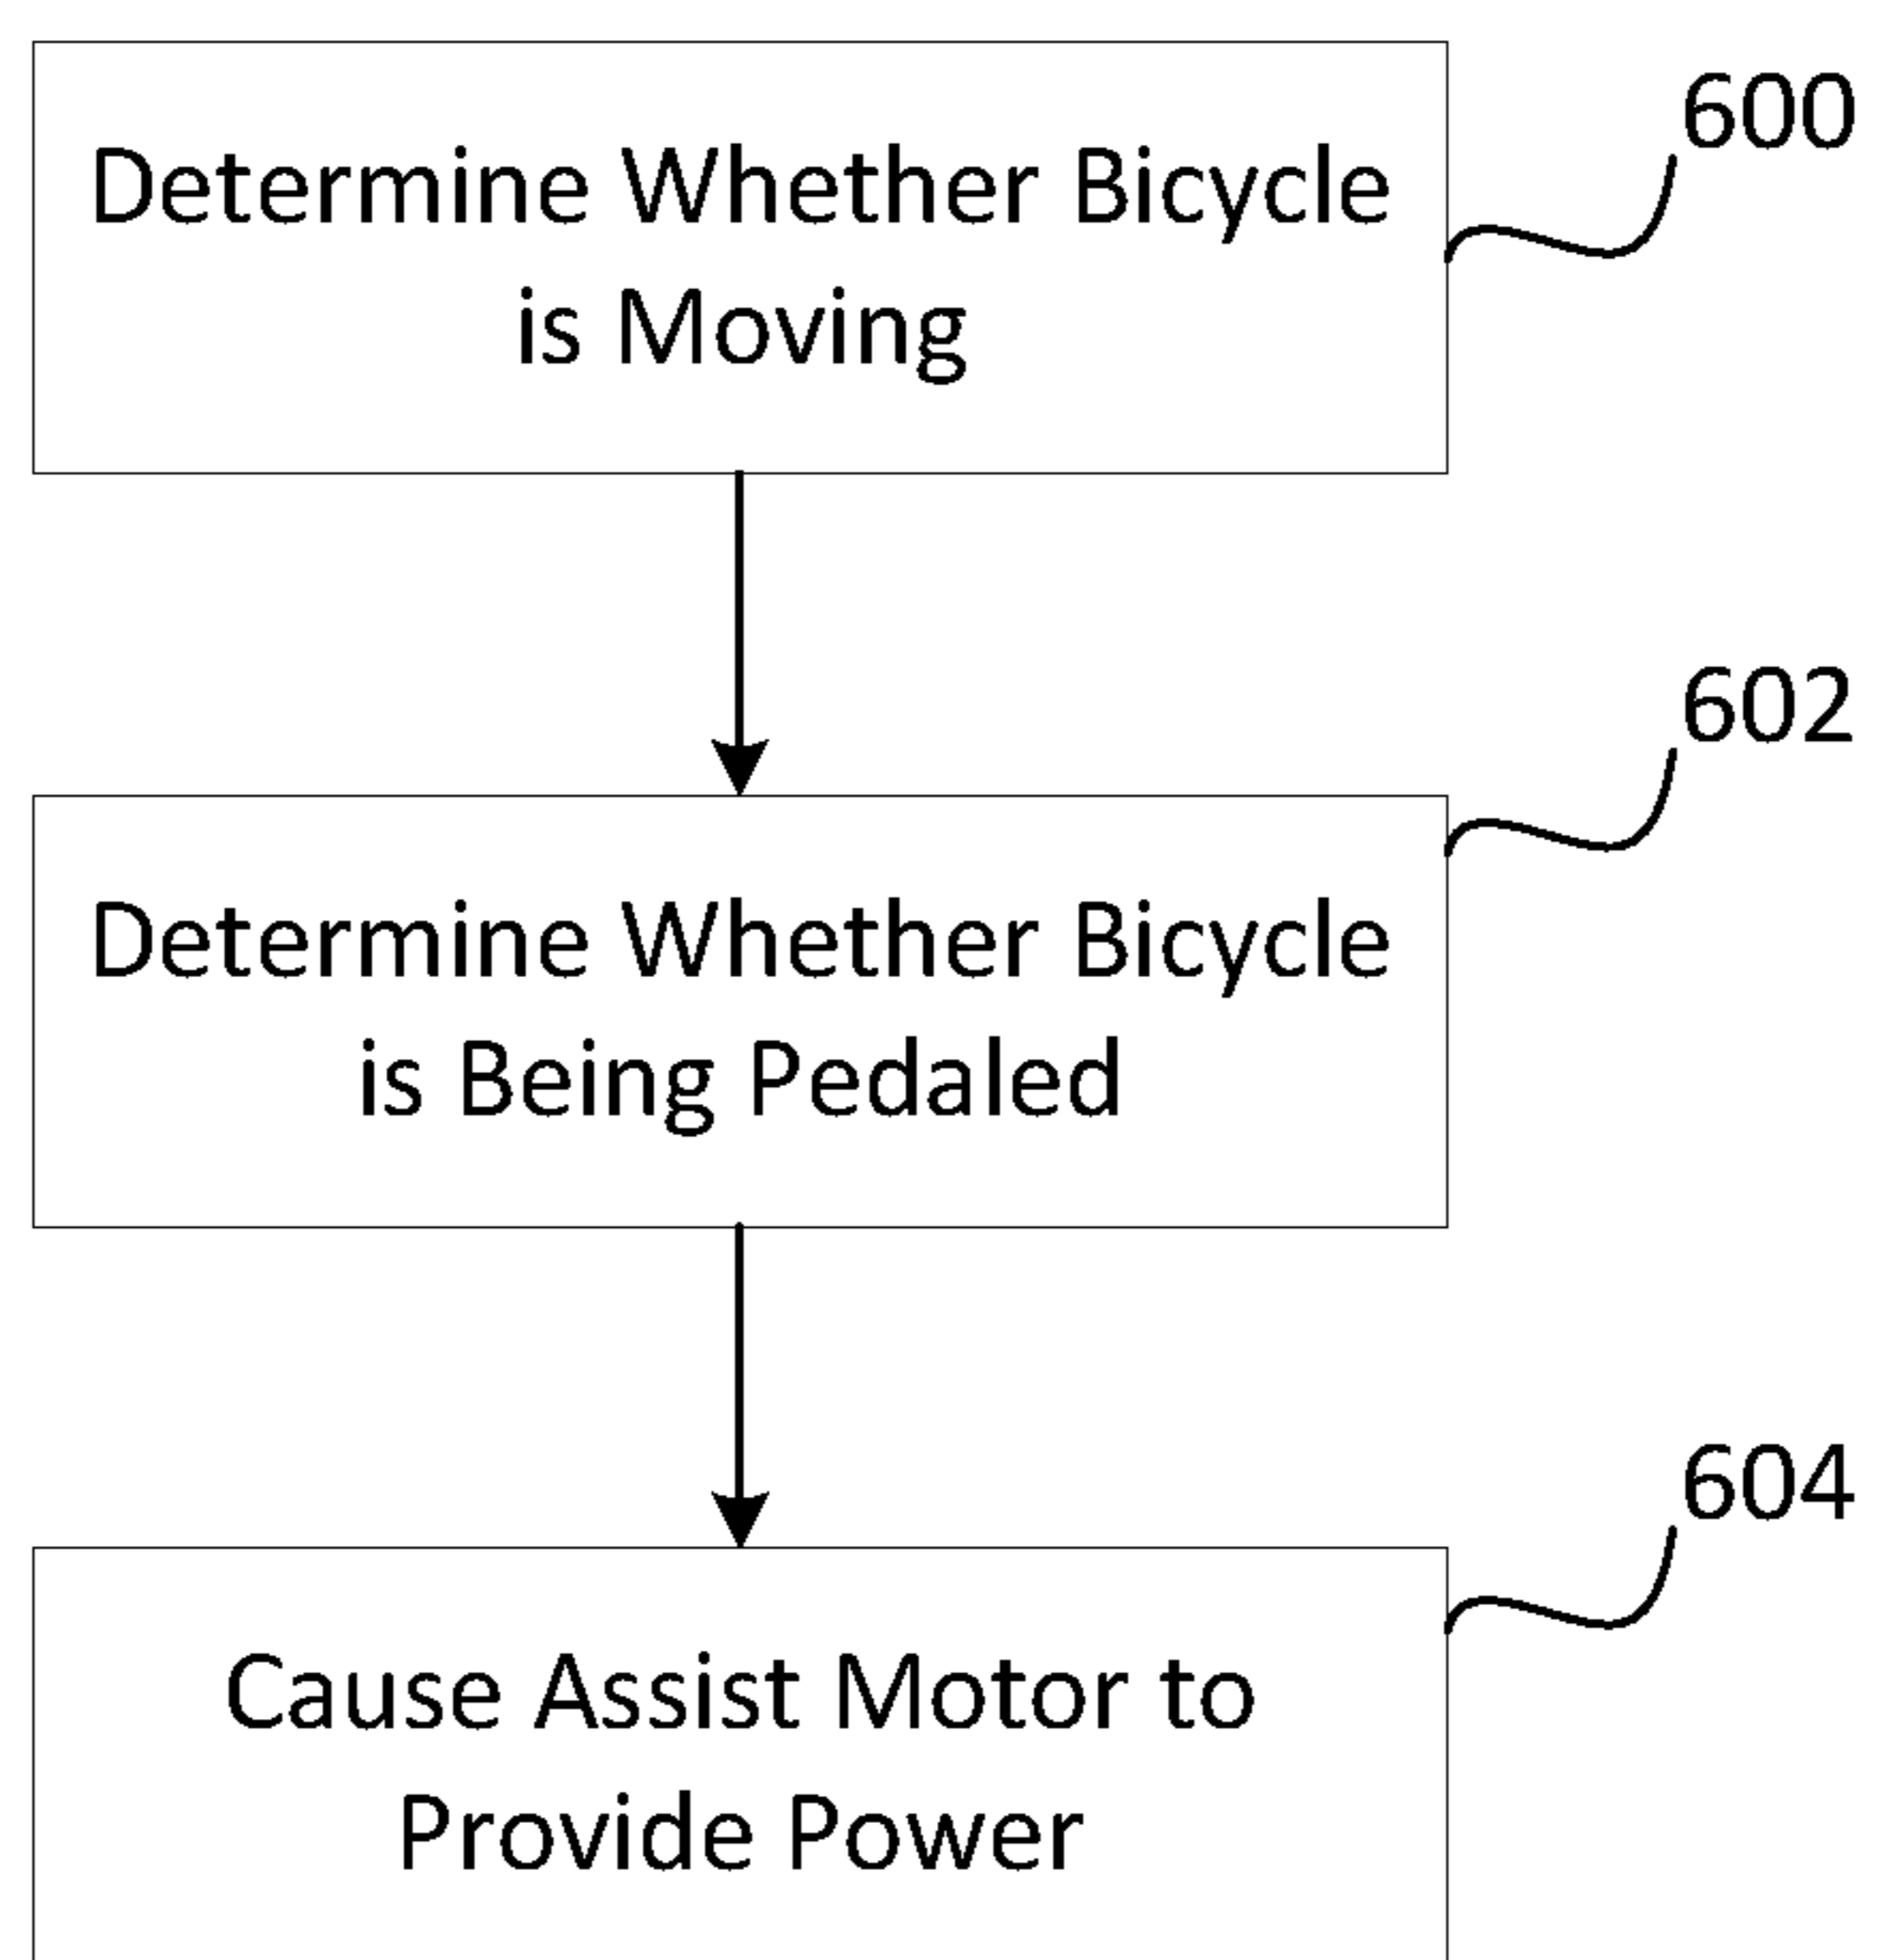 600
Determine Whether Bicycle
is Moving
602
Determine Whether Bicycle
is Being Pedaled
604
Cause Assist Motor to
Provide Power